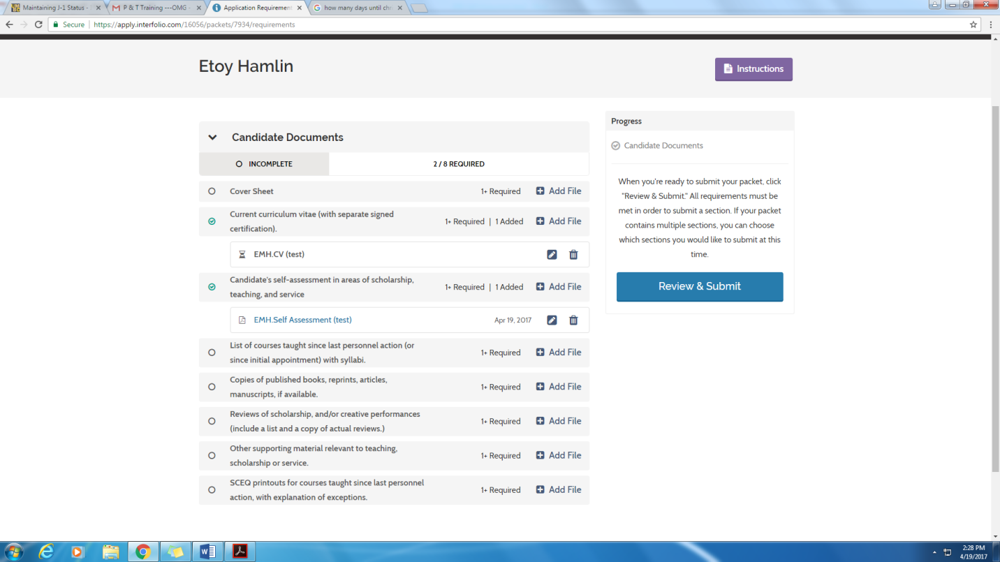 Maintaining J-1 Status -
P & T Training ---OMG -
Application Requirement
how many days until ch
Secure | https://apply.interfolio.com/16056/packets/7934/requirements
Etoy Hamlin
Instructions
Candidate Documents
INCOMPLETE
2 / 8 REQUIRED
Cover Sheet
1+ Required
Add File
Current curriculum vitae (with separate signed
certification).
1+ Required | 1 Added
Add File
EMH.CV (test)
Candidate's self-assessment in areas of scholarship,
teaching, and service
1+ Required | 1 Added
Add File
EMH.Self Assessment (test)
Apr 19, 2017
List of courses taught since last personnel action (or
since initial appointment) with syllabi.
1+ Required
Add File
Copies of published books, reprints, articles,
manuscripts, if available.
1+ Required
Add File
Reviews of scholarship, and/or creative performances
(include a list and a copy of actual reviews.)
1+ Required
Add File
Other supporting material relevant to teaching,
scholarship or service.
1+ Required
Add File
SCEQ printouts for courses taught since last personnel
action, with explanation of exceptions.
1+ Required
Add File
Progress
Candidate Documents
When you're ready to submit your packet, click
"Review & Submit." All requirements must be
met in order to submit a section. If your packet
contains multiple sections, you can choose
which sections you would like to submit at this
time.
Review & Submit
2:28 PM
4/19/2017